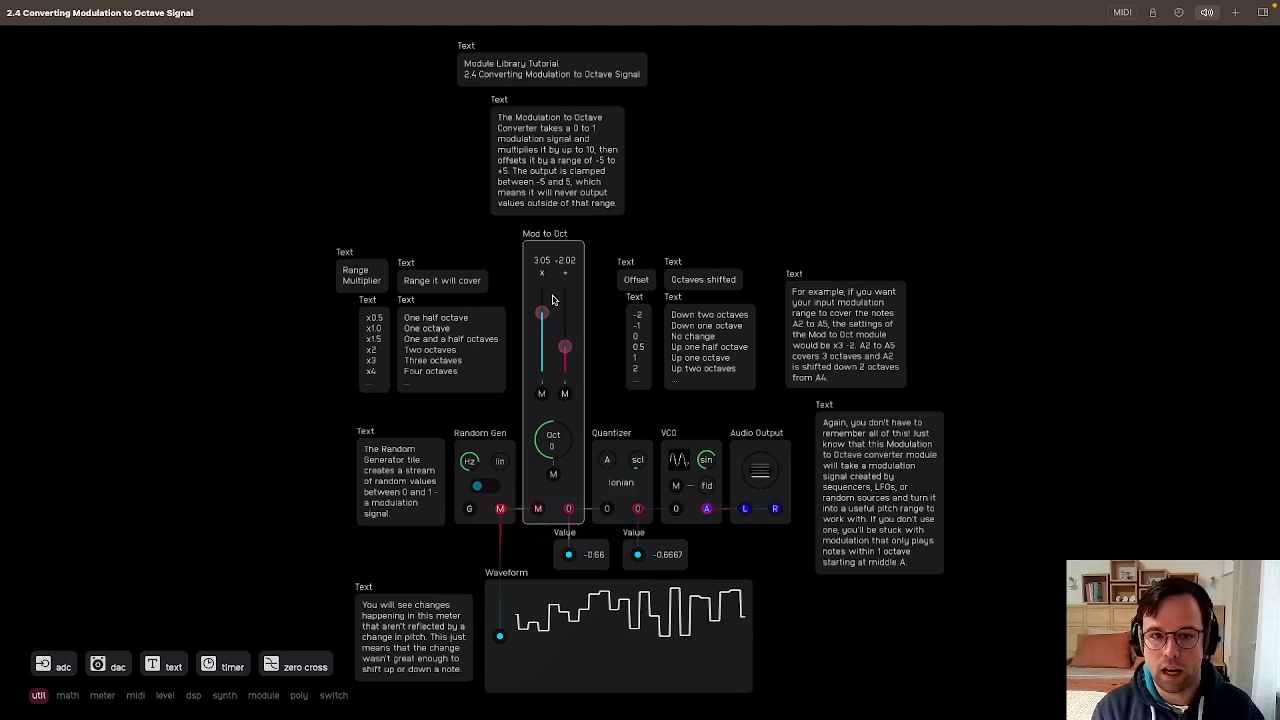 2.4 Converting Modulation to Octave Signal
MIDI
Text
Module Library Tutorial
2.4 Converting Modulation to Octave Signal
Text
The Modulation to Octave
Converter takes a 0 to 1
modulation signal and
multiplies it by up to 10, then
offsets it by a range of -5 to
+5. The output is clamped
between -5 and 5, which
means it will never output
values outside of that range.
Mod to Oct
3.05 -2.02
x +
M M
Oct
0
M
M O
Text
Range
Multiplier
Text
Range it will cover
Text
x0.5
x1.0
x1.5
x2
x3
x4
...
Text
One half octave
One octave
One and a half octaves
Two octaves
Three octaves
Four octaves
...
Text
Offset
Text
Octaves shifted
Text
-2
-1
0
0.5
1
2
...
Text
Down two octaves
Down one octave
No change
Up one half octave
Up one octave
Up two octaves
...
Text
For example, if you want
your input modulation
range to cover the notes
A2 to A5, the settings of
the Mod to Oct module
would be x3 -2. A2 to A5
covers 3 octaves and A2
is shifted down 2 octaves
from A4.
Text
Again, you don't have to
remember all of this! Just
know that this Modulation
to Octave converter module
will take a modulation
signal created by
sequencers, LFOs, or
random sources and turn it
into a useful pitch range to
work with. If you don't use
one, you'll be stuck with
modulation that only plays
notes within 1 octave
starting at middle A.
Text
The Random
Generator tile
creates a stream
of random values
between 0 and 1 -
a modulation
signal.
Random Gen
Hz lin
G M
Quantizer
A scl
Ionian
O O
VCO
sin
M fld
O A
Audio Output
L R
Value
-0.66
Value
-0.6667
Waveform
Text
You will see changes
happening in this meter
that aren't reflected by a
change in pitch. This just
means that the change
wasn't great enough to
shift up or down a note.
adc dac text timer zero cross
util math meter midi level dsp synth module poly switch